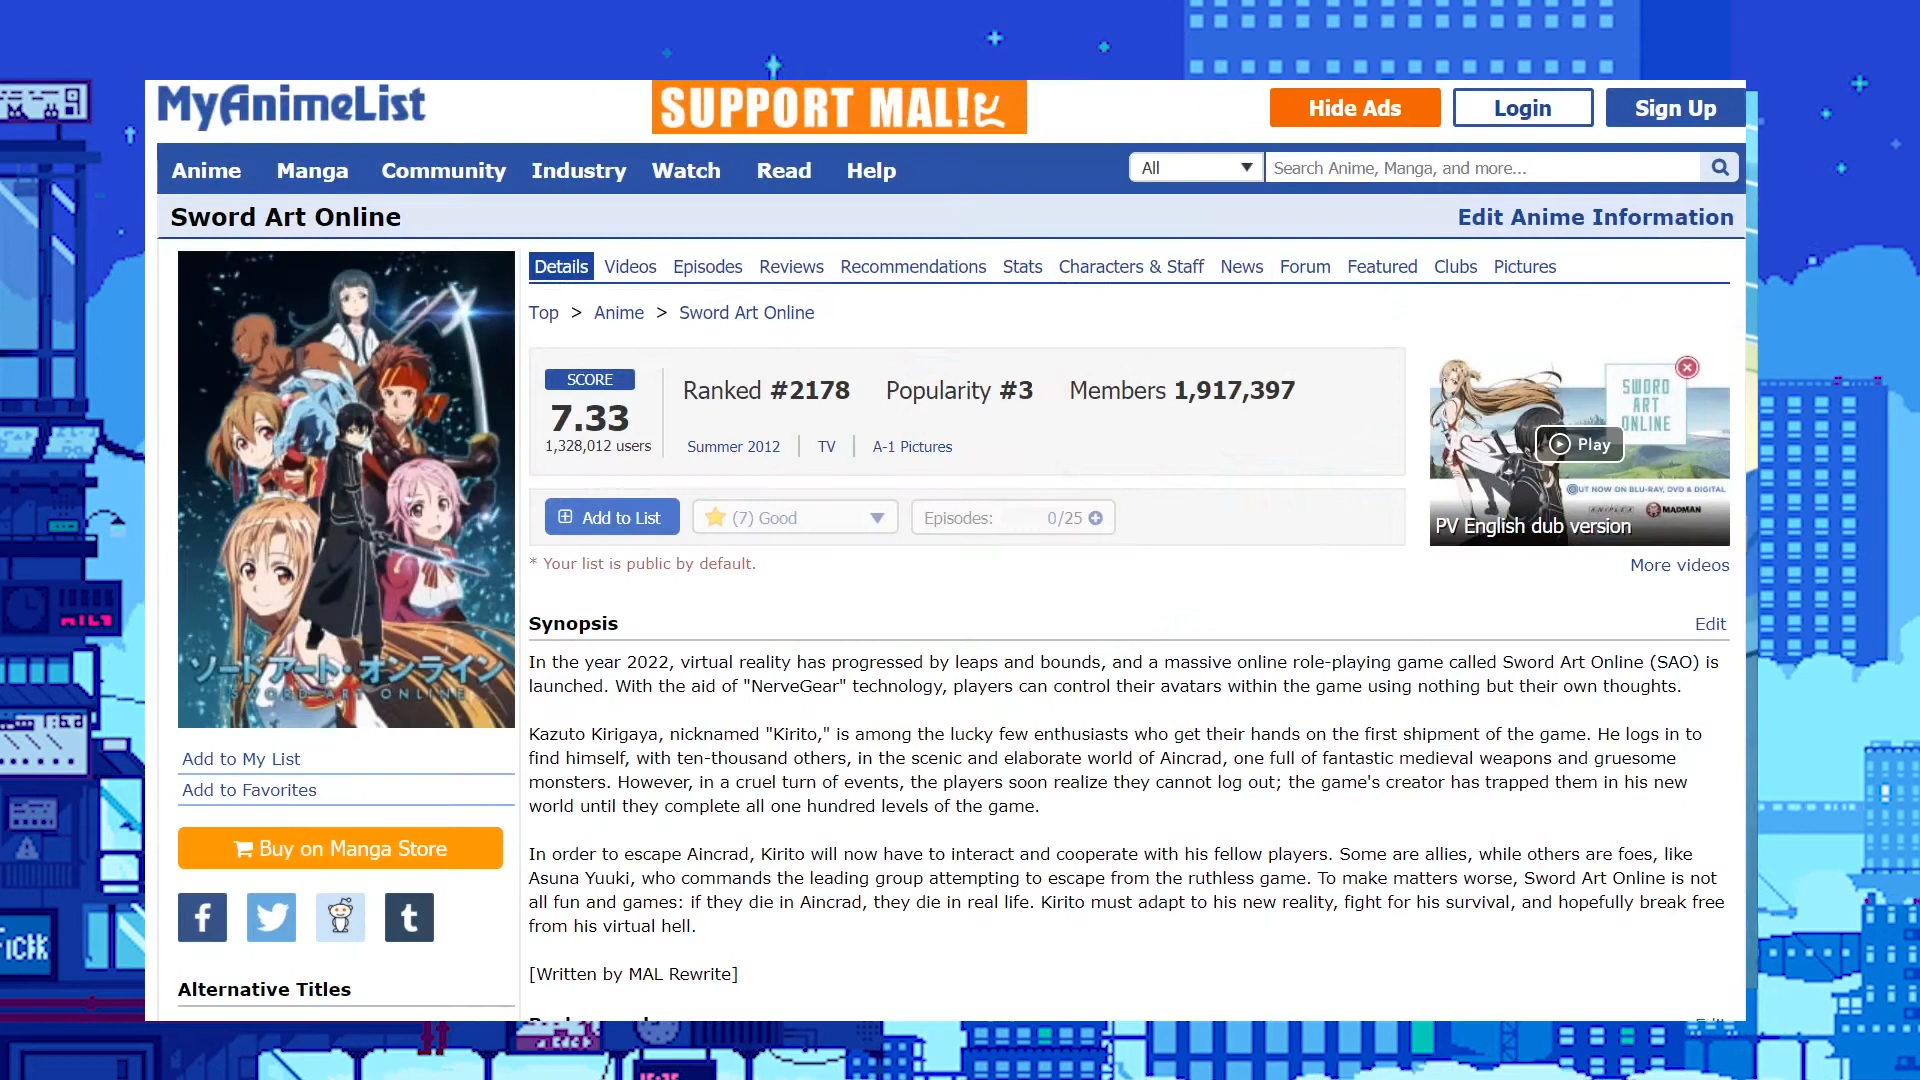 MyAnimeList
SUPPORT MAL!
Hide Ads
Login
Sign Up
Anime Manga Community Industry Watch Read Help
All
Search Anime, Manga, and more...
Sword Art Online
Edit Anime Information
Details Videos Episodes Reviews Recommendations Stats Characters & Staff News Forum Featured Clubs Pictures
Top > Anime > Sword Art Online
SCORE
7.33
1,328,012 users
Ranked #2178 Popularity #3 Members 1,917,397
Summer 2012 TV A-1 Pictures
SWORD
ART
ONLINE
Play
OUT NOW ON BLU-RAY, DVD & DIGITAL
ANIPLEX MADMAN
PV English dub version
Add to List
(7) Good
Episodes: 0/25
* Your list is public by default.
More videos
Synopsis
Edit
In the year 2022, virtual reality has progressed by leaps and bounds, and a massive online role-playing game called Sword Art Online (SAO) is
launched. With the aid of "NerveGear" technology, players can control their avatars within the game using nothing but their own thoughts.
Kazuto Kirigaya, nicknamed "Kirito," is among the lucky few enthusiasts who get their hands on the first shipment of the game. He logs in to
find himself, with ten-thousand others, in the scenic and elaborate world of Aincrad, one full of fantastic medieval weapons and gruesome
monsters. However, in a cruel turn of events, the players soon realize they cannot log out; the game's creator has trapped them in his new
world until they complete all one hundred levels of the game.
In order to escape Aincrad, Kirito will now have to interact and cooperate with his fellow players. Some are allies, while others are foes, like
Asuna Yuuki, who commands the leading group attempting to escape from the ruthless game. To make matters worse, Sword Art Online is not
all fun and games: if they die in Aincrad, they die in real life. Kirito must adapt to his new reality, fight for his survival, and hopefully break free
from his virtual hell.
[Written by MAL Rewrite]
ソードアート・オンライン
SWORD ART ONLINE
Add to My List
Add to Favorites
Buy on Manga Store
Alternative Titles